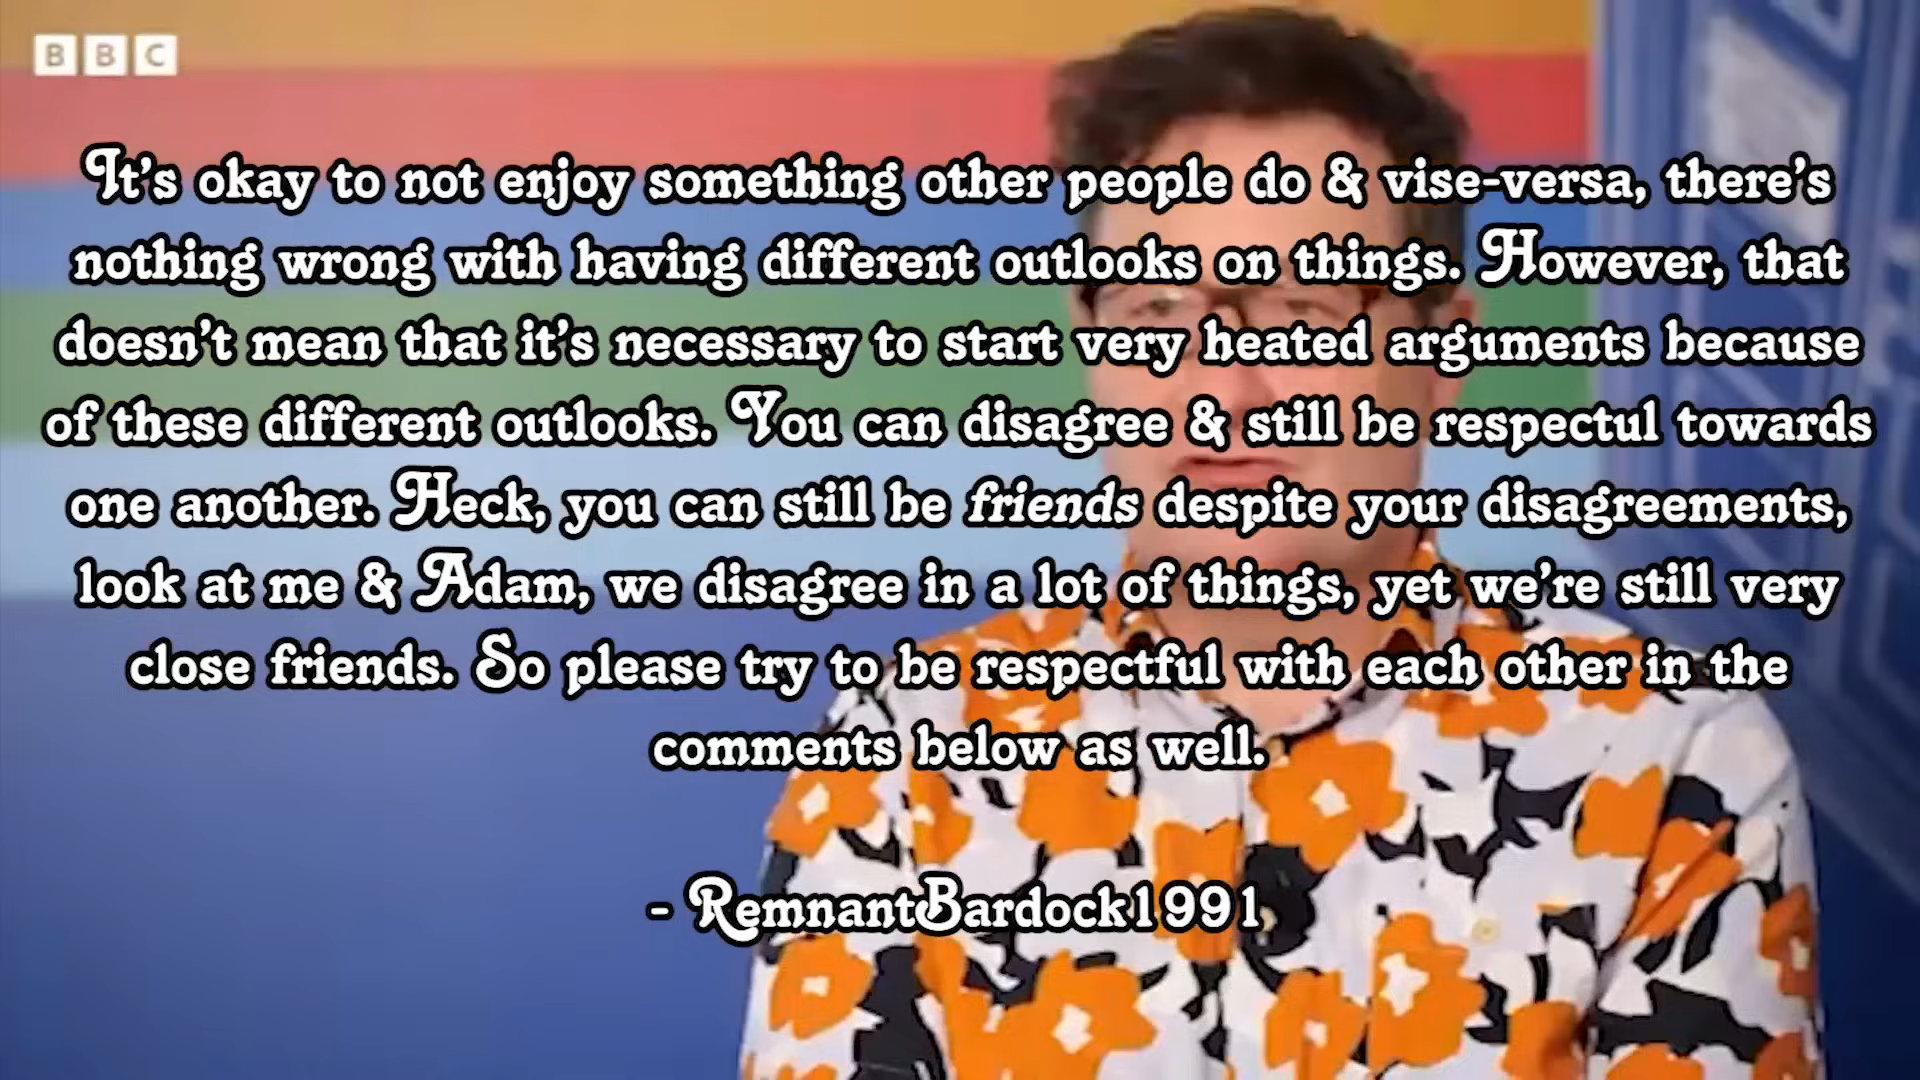 BBC
It's okay to not enjoy something other people do & vise-versa, there's
nothing wrong with having different outlooks on things. However, that
doesn't mean that it's necessary to start very heated arguments because
of these different outlooks. You can disagree & still be respectul towards
one another. Heck, you can still be friends despite your disagreements,
look at me & Adam, we disagree in a lot of things, yet we're still very
close friends. So please try to be respectful with each other in the
comments below as well.
- RemnantBardock1991